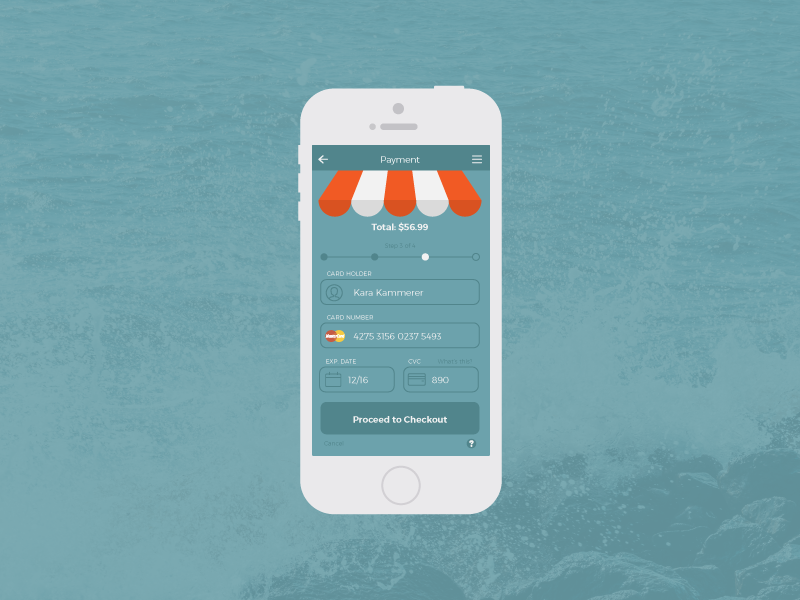 Payment
Total: $56.99
Step 3 of 4
CARD HOLDER
Kara Kammerer
CARD NUMBER
4275 3156 0237 5493
EXP. DATE
CVC What's this?
12/16
890
Proceed to Checkout
Cancel
?